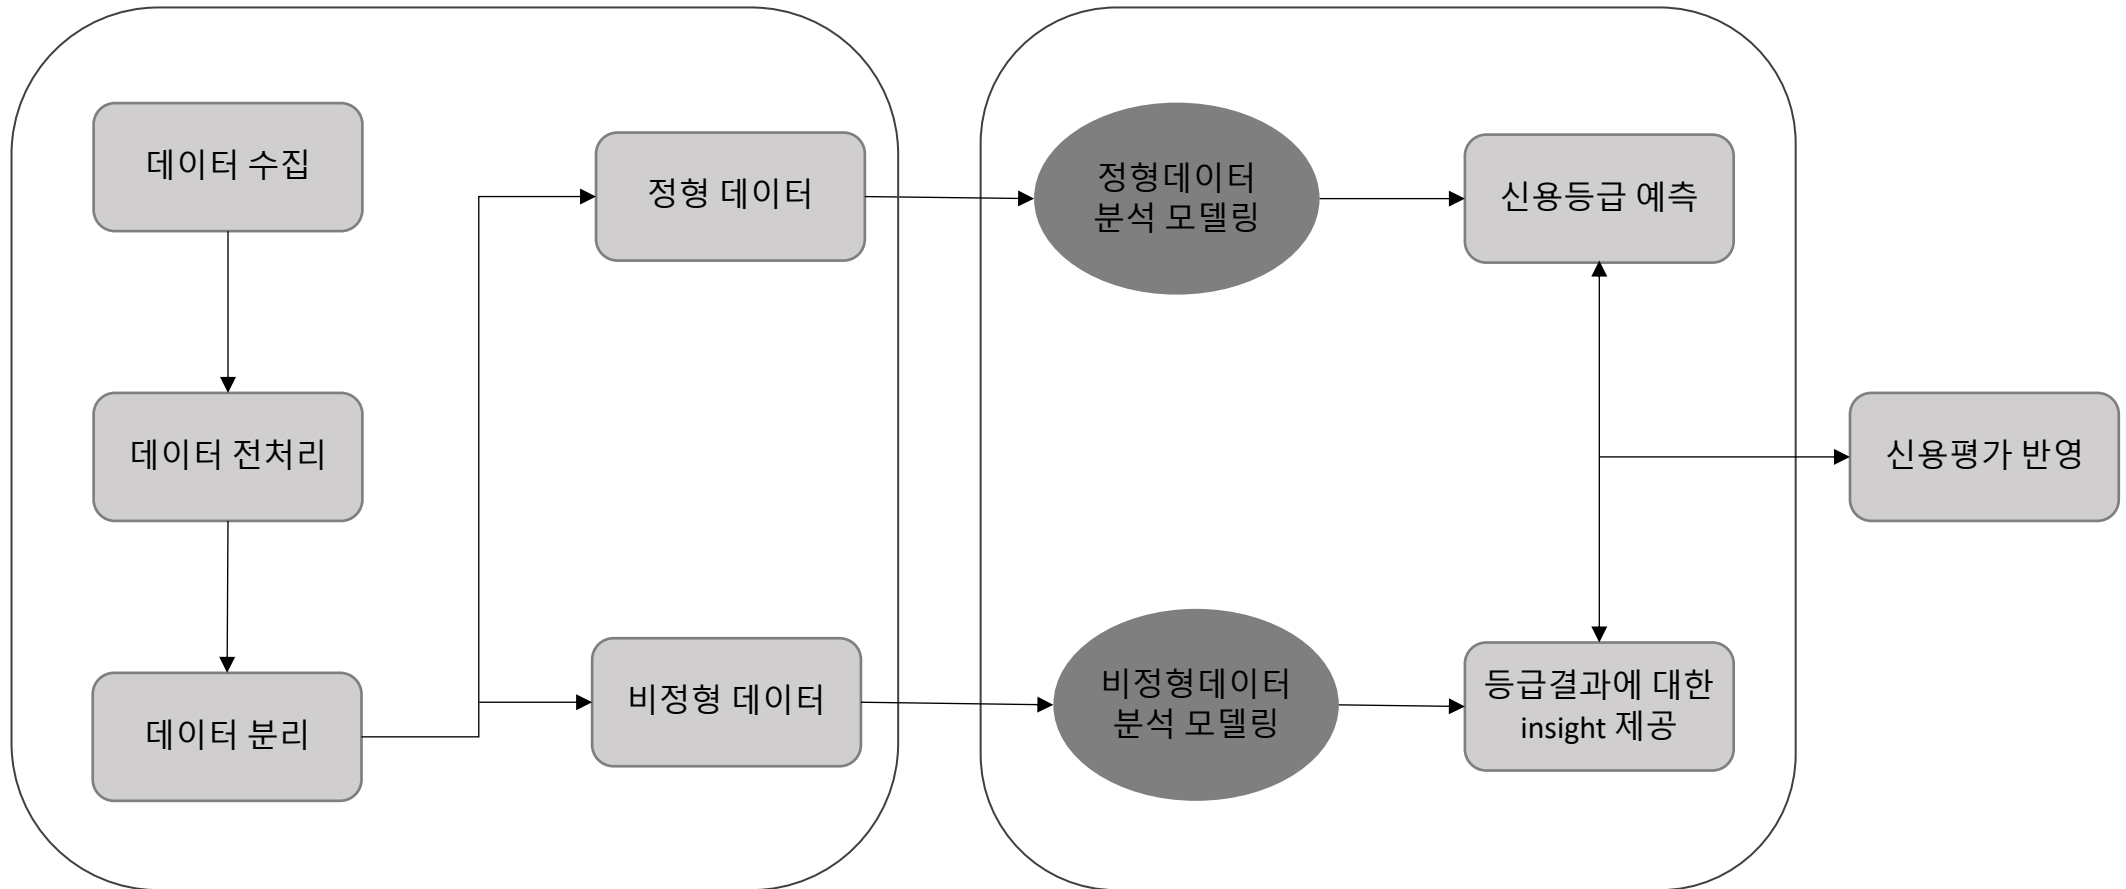 데이터 수집
데이터 전처리
데이터 분리
정형 데이터
비정형 데이터
정형데이터
분석 모델링
비정형데이터
분석 모델링
신용등급 예측
등급결과에 대한
insight 제공
신용평가 반영